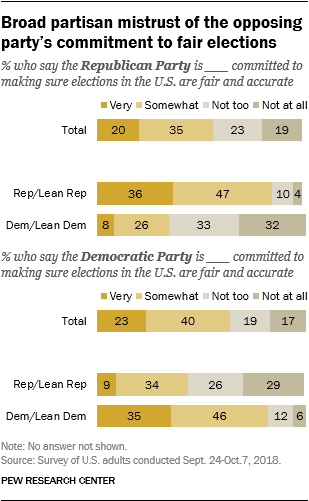 Broad partisan mistrust of the opposing
party's commitment to fair elections
% who say the Republican Party is ___ committed to
making sure elections in the U.S. are fair and accurate
Very Somewhat Not too Not at all
Total 20 35 23 19
Rep/Lean Rep 36 47 10 4
Dem/Lean Dem 8 26 33 32
% who say the Democratic Party is ___ committed to
making sure elections in the U.S. are fair and accurate
Very Somewhat Not too Not at all
Total 23 40 19 17
Rep/Lean Rep 9 34 26 29
Dem/Lean Dem 35 46 12 6
Note: No answer not shown.
Source: Survey of U.S. adults conducted Sept. 24-Oct.7, 2018.
PEW RESEARCH CENTER